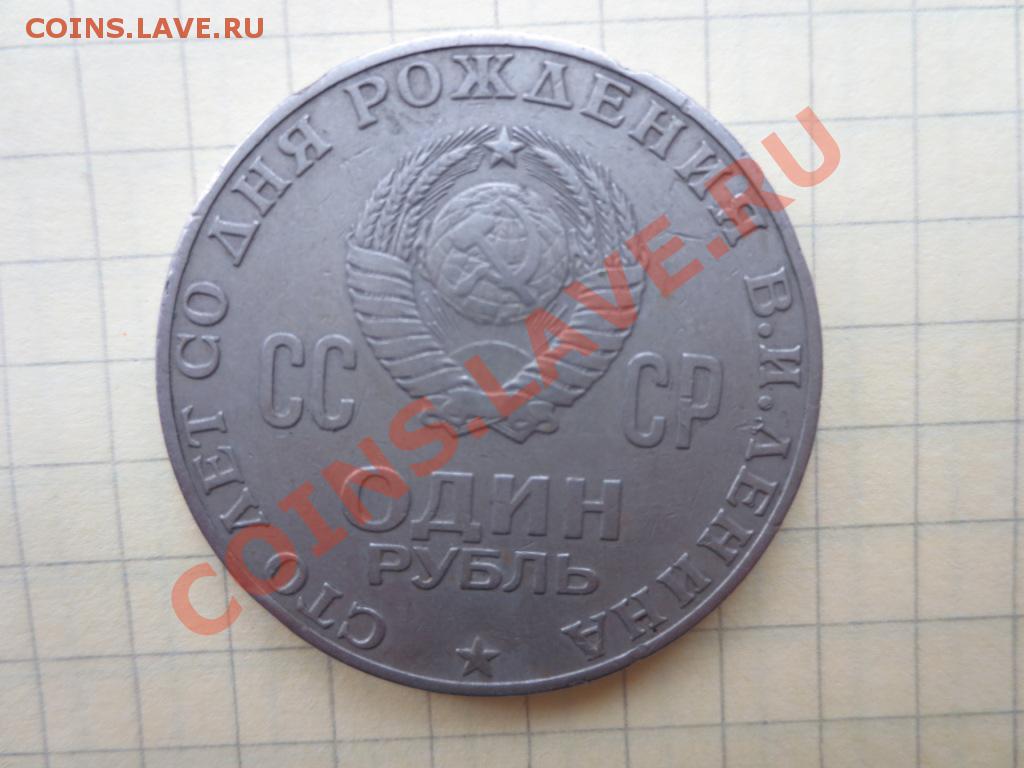 COINS.LAVE.RU
СТО ЛЕТ СО ДНЯ РОЖДЕНИЯ В.И.ЛЕНИНА
СС СР
ОДИН
РУБЛЬ
COINS.LAVE.RU